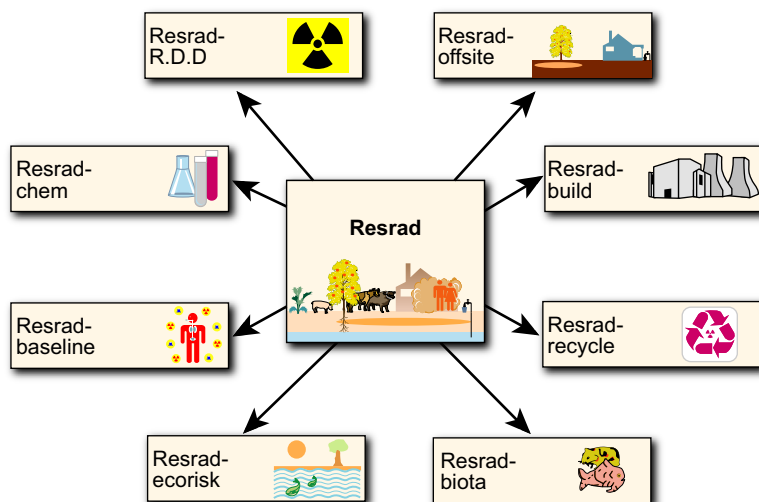 Resrad-
R.D.D
Resrad-
offsite
Resrad-
chem
Resrad-
build
Resrad
Resrad-
baseline
Resrad-
recycle
Resrad-
ecorisk
Resrad-
biota